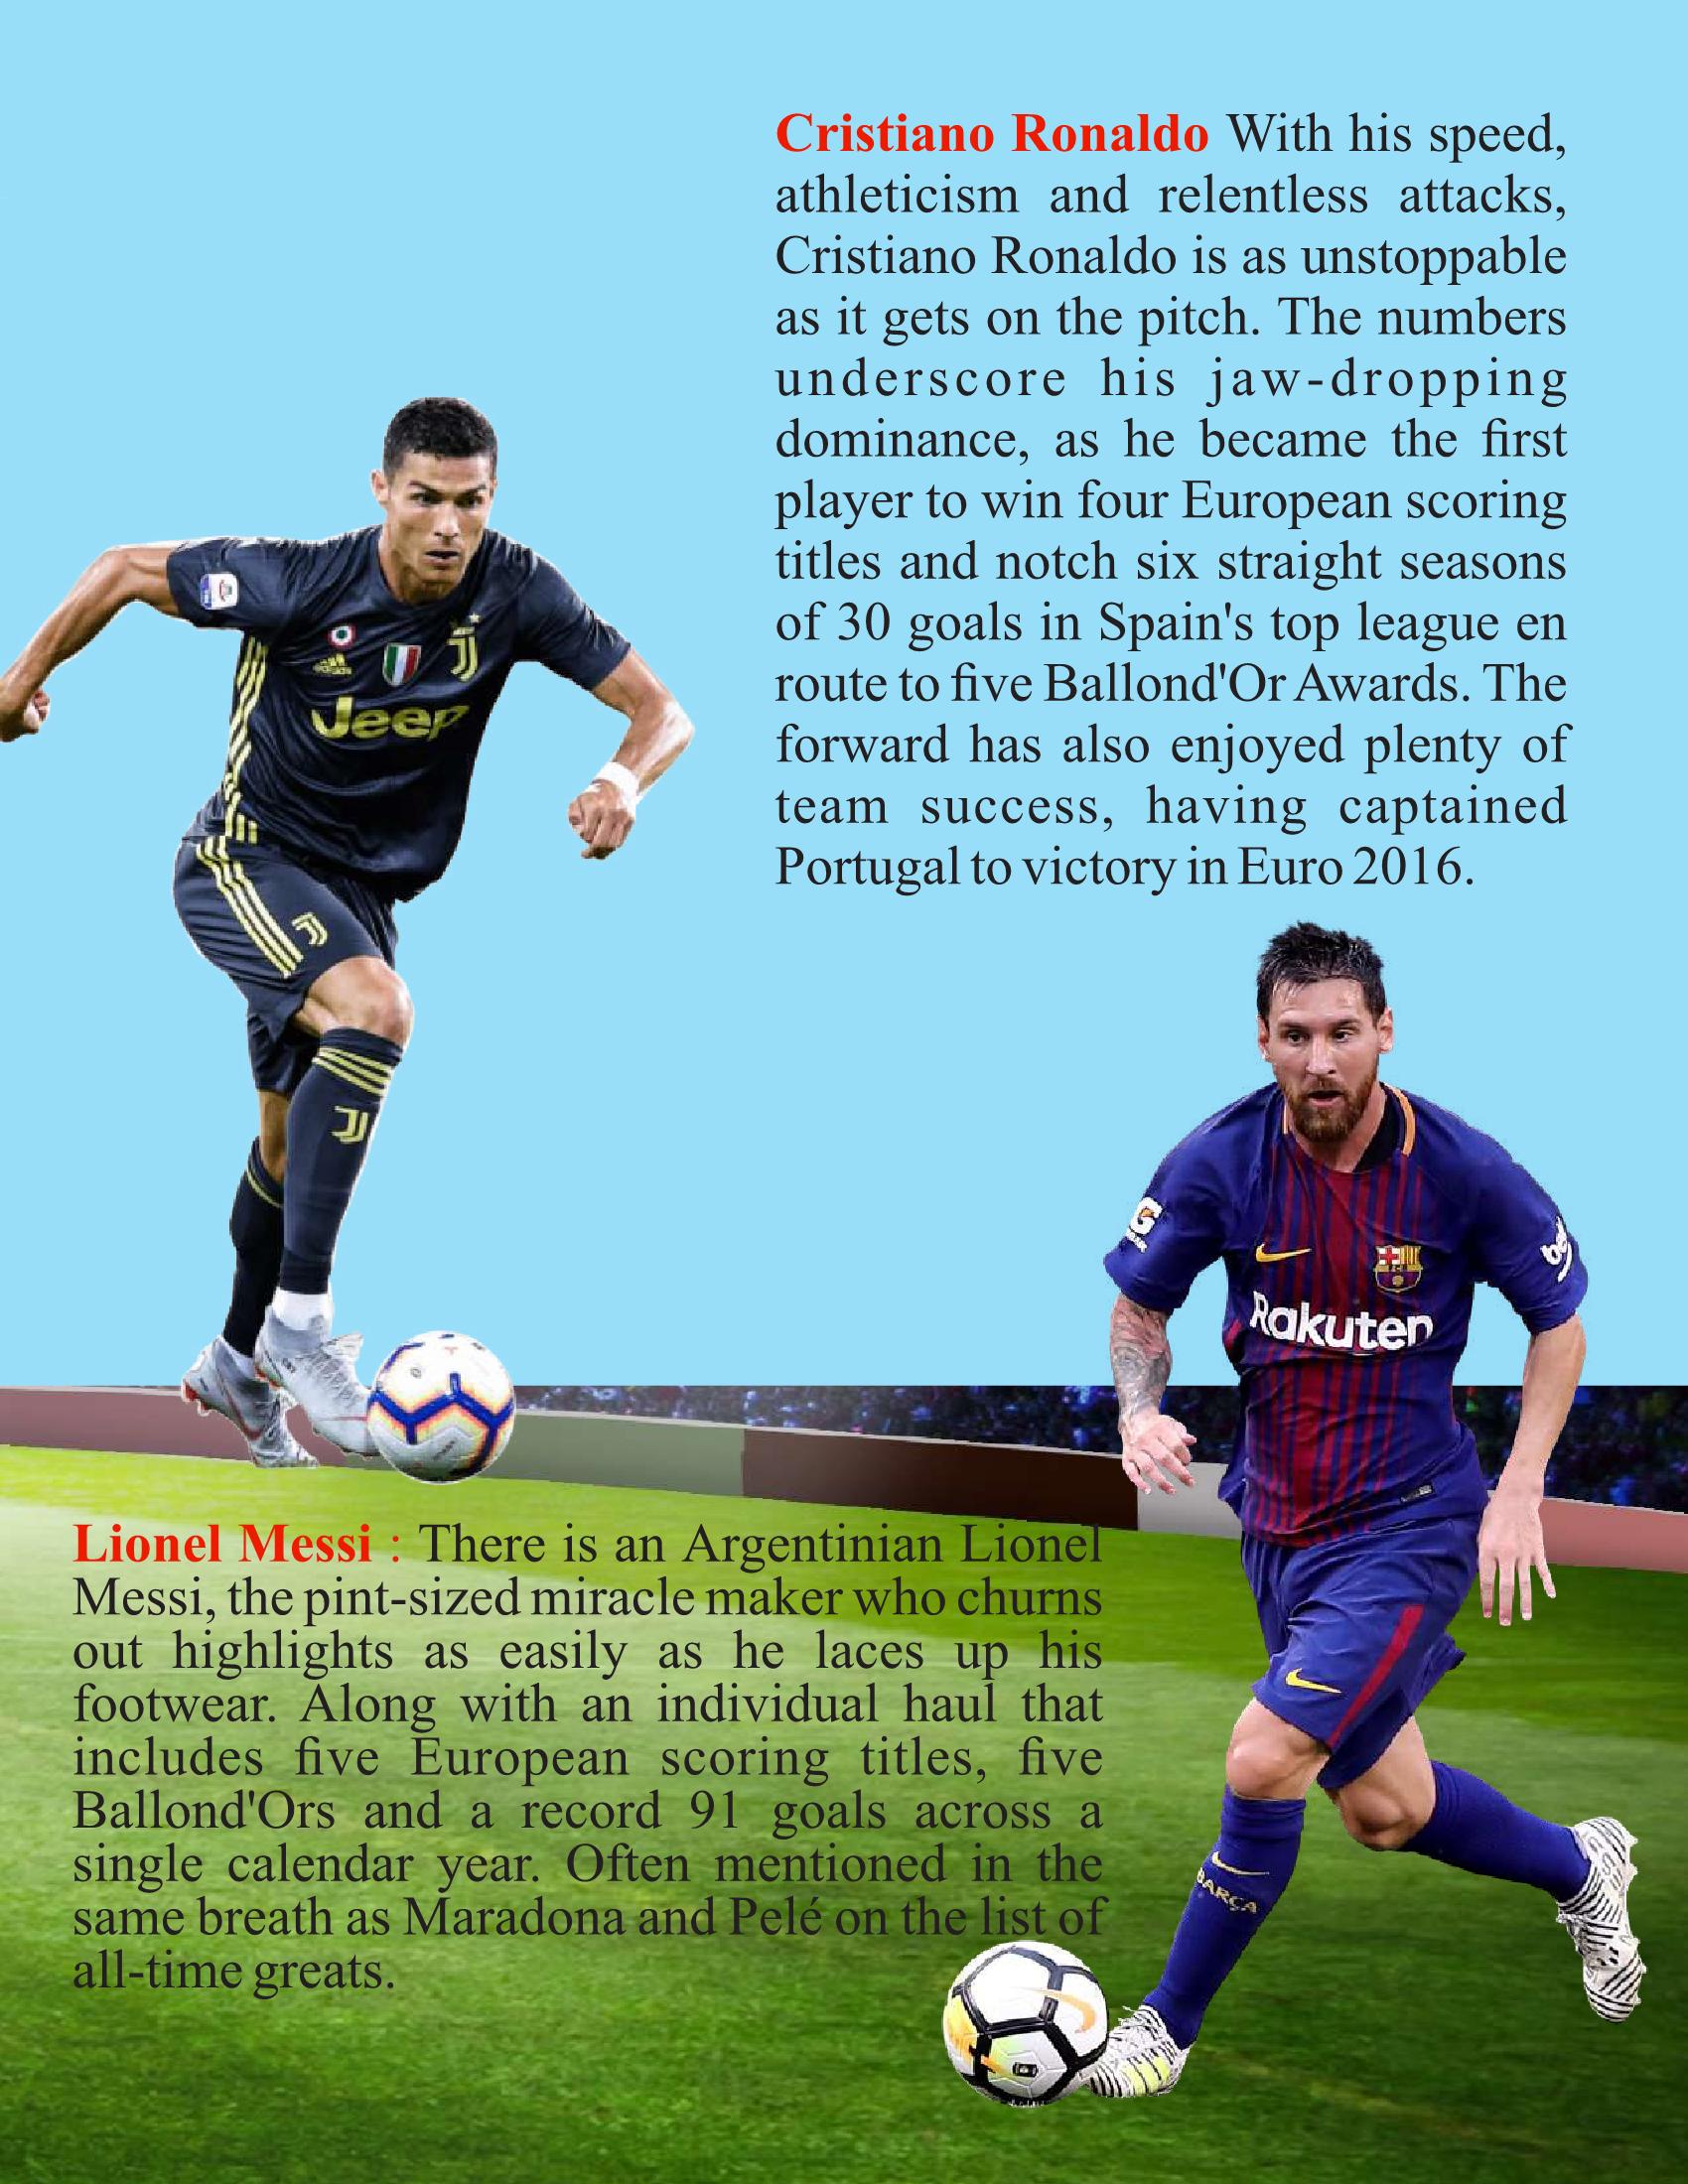 Cristiano Ronaldo With his speed,
athleticism and relentless attacks,
Cristiano Ronaldo is as unstoppable
as it gets on the pitch. The numbers
underscore his jaw-dropping
dominance, as he became the first
player to win four European scoring
titles and notch six straight seasons
of 30 goals in Spain's top league en
route to five Ballond'Or Awards. The
forward has also enjoyed plenty of
team success, having captained
Portugal to victory in Euro 2016.
Jeep
Rakuten
BARÇA
Lionel Messi : There is an Argentinian Lionel
Messi, the pint-sized miracle maker who churns
out highlights as easily as he laces up his
footwear. Along with an individual haul that
includes five European scoring titles, five
Ballond'Ors and a record 91 goals across a
single calendar year. Often mentioned in the
same breath as Maradona and Pelé on the list of
all-time greats.